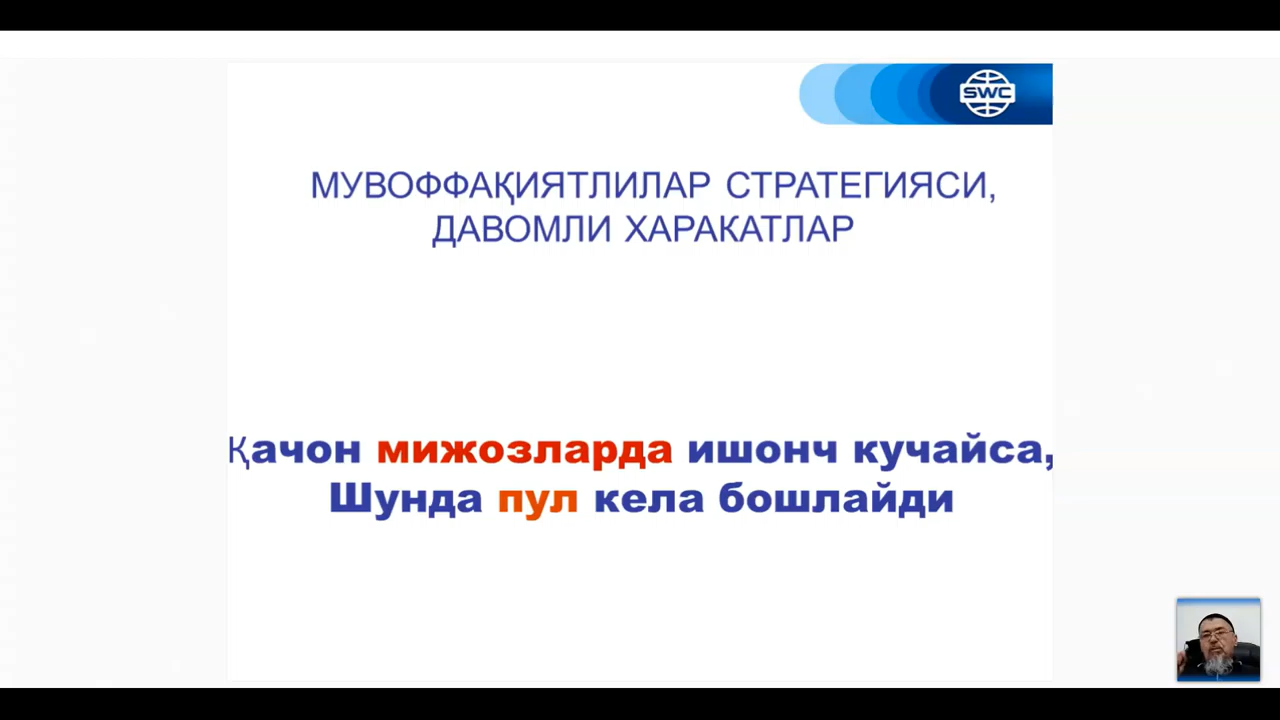 SWC
МУВОФФАҚИЯТЛИЛАР СТРАТЕГИЯСИ,
ДАВОМЛИ ХАРАКАТЛАР
Қачон мижозларда ишонч кучайса,
Шунда пул кела бошлайди